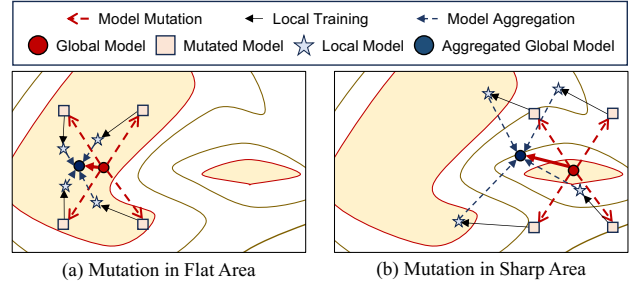 Model Mutation Local Training Model Aggregation
Global Model Mutated Model Local Model Aggregated Global Model
(a) Mutation in Flat Area (b) Mutation in Sharp Area